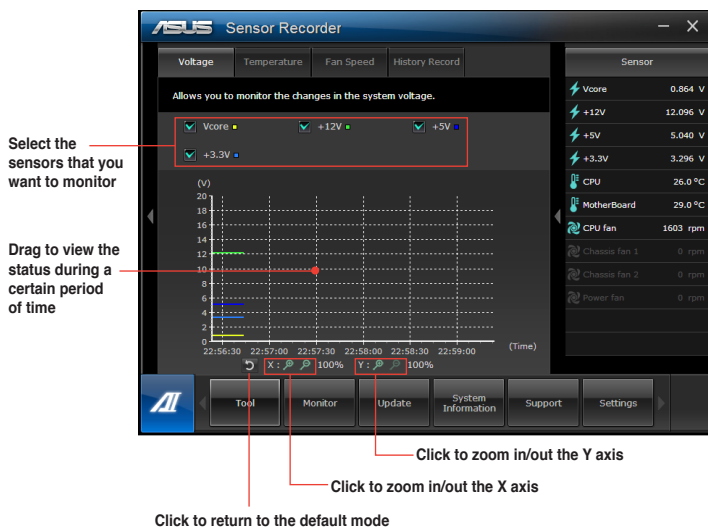 ASUS Sensor Recorder
Voltage Temperature Fan Speed History Record
Allows you to monitor the changes in the system voltage.
Vcore +12V +5V
+3.3V
Select the
sensors that you
want to monitor
Drag to view the
status during a
certain period
of time
(V)
20
18
16
14
12
10
8
6
4
2
0
22:56:30 22:57:00 22:57:30 22:58:00 22:58:30 22:59:00
(Time)
X : 100% Y : 100%
Sensor
Vcore 0.864 V
+12V 12.096 V
+5V 5.040 V
+3.3V 3.296 V
CPU 26.0 °C
MotherBoard 29.0 °C
CPU fan 1603 rpm
Chassis fan 1 0 rpm
Chassis fan 2 0 rpm
Power fan 0 rpm
AI
Tool
Monitor
Update
System
Information
Support
Settings
Click to zoom in/out the Y axis
Click to zoom in/out the X axis
Click to return to the default mode